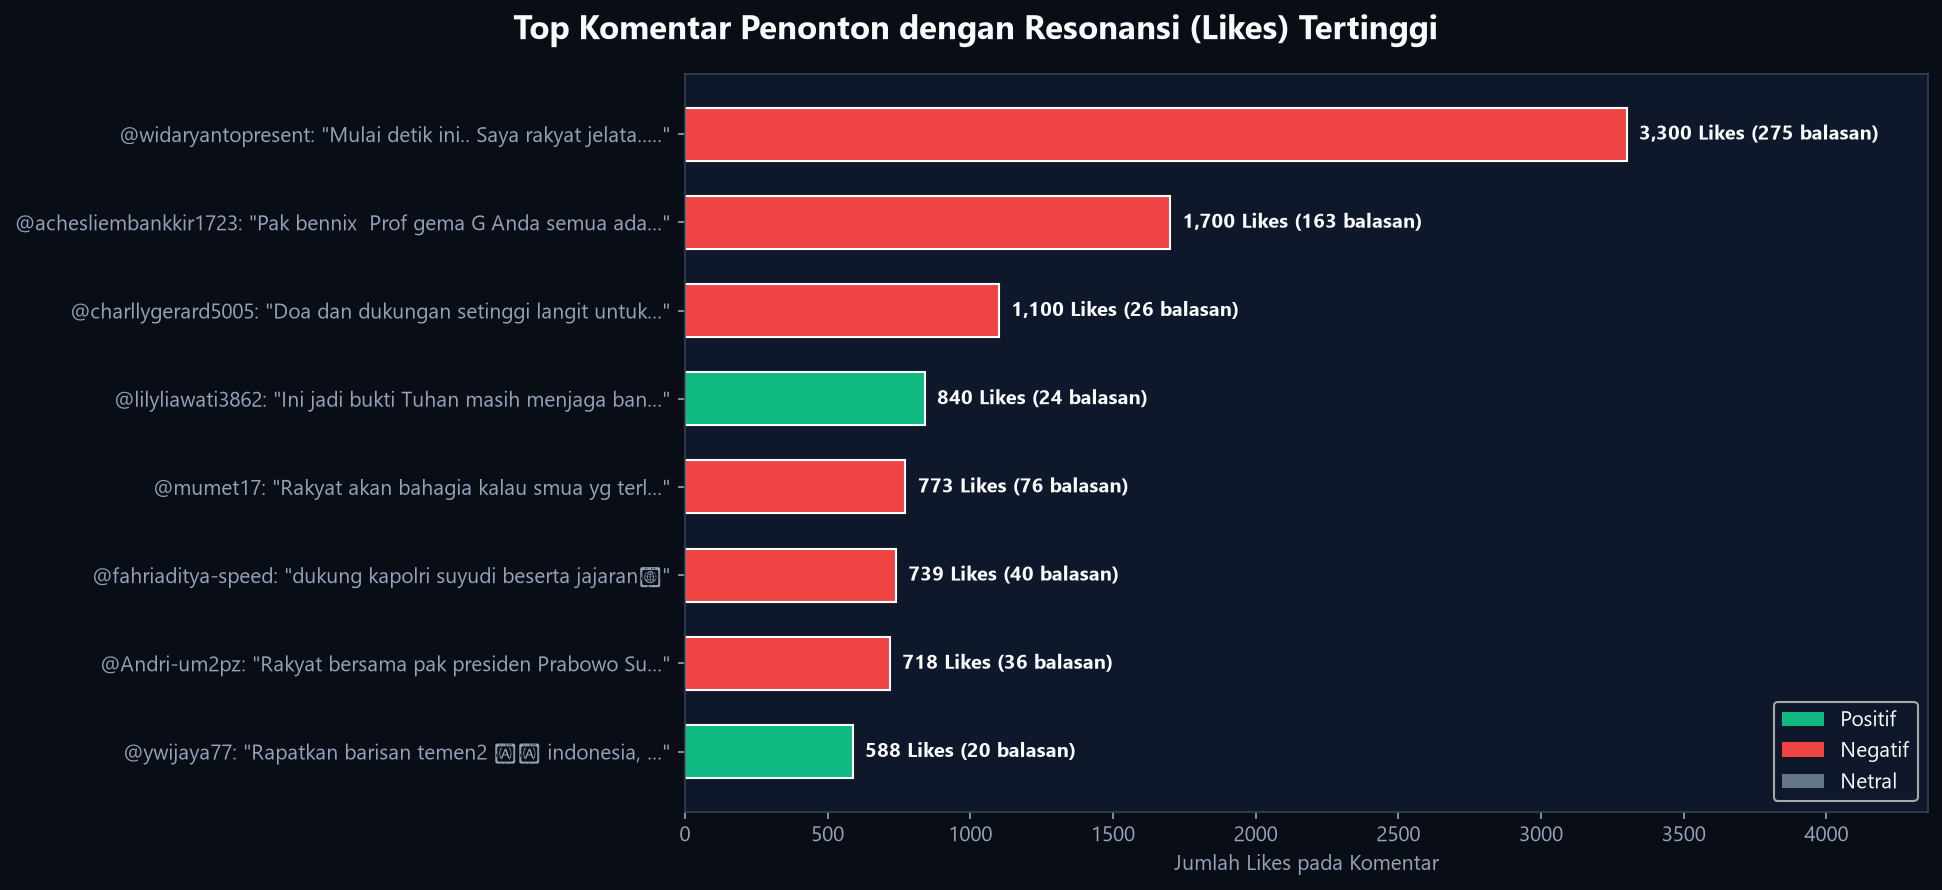 Top Komentar Penonton dengan Resonansi (Likes) Tertinggi
@widaryantopresent: "Mulai detik ini.. Saya rakyat jelata....." 3,300 Likes (275 balasan)
@achesliembankkir1723: "Pak bennix  Prof gema G Anda semua ada..." 1,700 Likes (163 balasan)
@charllygerard5005: "Doa dan dukungan setinggi langit untuk..." 1,100 Likes (26 balasan)
@lilyliawati3862: "Ini jadi bukti Tuhan masih menjaga ban..." 840 Likes (24 balasan)
@mumet17: "Rakyat akan bahagia kalau smua yg terl..." 773 Likes (76 balasan)
@fahriaditya-speed: "dukung kapolri suyudi beserta jajaran" 739 Likes (40 balasan)
@Andri-um2pz: "Rakyat bersama pak presiden Prabowo Su..." 718 Likes (36 balasan)
@ywijaya77: "Rapatkan barisan temen2 indonesia, ..." 588 Likes (20 balasan)
Positif
Negatif
Netral
0 500 1000 1500 2000 2500 3000 3500 4000
Jumlah Likes pada Komentar